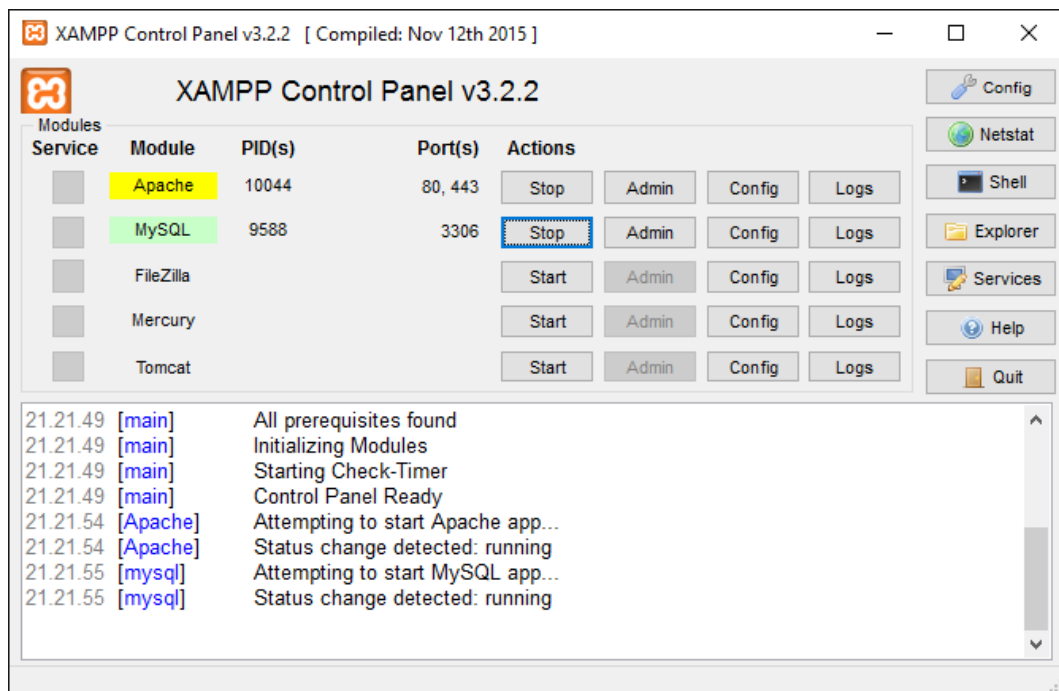 XAMPP Control Panel v3.2.2 [ Compiled: Nov 12th 2015 ]
XAMPP Control Panel v3.2.2
Config
Modules
Netstat
Service Module PID(s) Port(s) Actions
Apache 10044 80, 443 Stop Admin Config Logs
Shell
MySQL 9588 3306 Stop Admin Config Logs
Explorer
FileZilla Start Admin Config Logs
Services
Mercury Start Admin Config Logs
Help
Tomcat Start Admin Config Logs
Quit
21.21.49 [main] All prerequisites found
21.21.49 [main] Initializing Modules
21.21.49 [main] Starting Check-Timer
21.21.49 [main] Control Panel Ready
21.21.54 [Apache] Attempting to start Apache app...
21.21.54 [Apache] Status change detected: running
21.21.55 [mysql] Attempting to start MySQL app...
21.21.55 [mysql] Status change detected: running